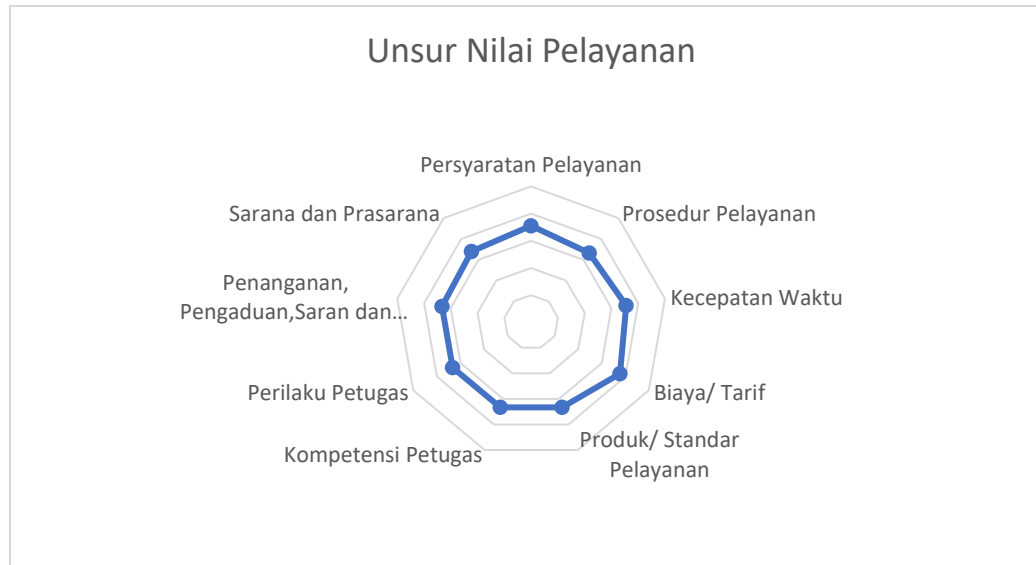 Unsur Nilai Pelayanan
Persyaratan Pelayanan
Prosedur Pelayanan
Kecepatan Waktu
Biaya/ Tarif
Produk/ Standar
Pelayanan
Kompetensi Petugas
Perilaku Petugas
Penanganan,
Pengaduan,Saran dan...
Sarana dan Prasarana